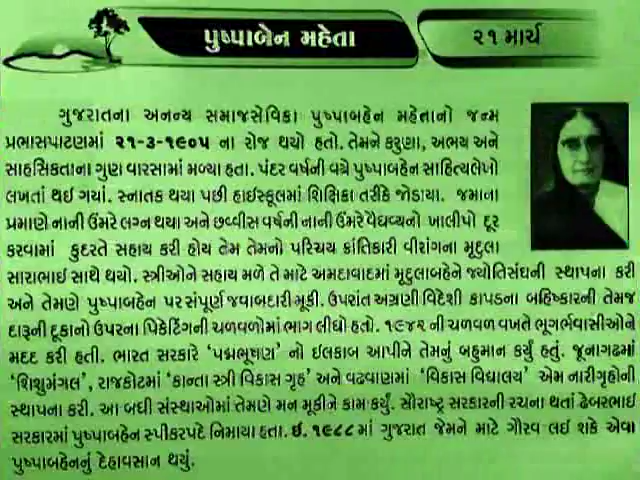 પુષ્પાબેન મહેતા
૨૧ માર્ચ
ગુજરાતના અનન્ય સમાજસેવિકા પુષ્પાબહેન મહેતાનો જન્મ
પ્રભાસપાટણમાં ૨૧-૩-૧૯૦૫ ના રોજ થયો હતો. તેમને કરુણા, અભય અને
સાહસિકતાના ગુણ વારસામાં મળ્યા હતા. પંદર વર્ષની વયે પુષ્પાબહેન સાહિત્યલેખો
લખતાં થઈ ગયાં. સ્નાતક થયા પછી હાઈસ્કૂલમાં શિક્ષિકા તરીકે જોડાયા. જમાના
પ્રમાણે નાની ઉંમરે લગ્ન થયા અને છવ્વીસ વર્ષની નાની ઉંમરે વૈધવ્યનો ખાલીપો દૂર
કરવામાં કુદરતે સહાય કરી હોય તેમ તેમનો પરિચય ક્રાંતિકારી વીરાંગના મૃદુલા
સારાભાઈ સાથે થયો. સ્ત્રીઓને સહાય મળે તે માટે અમદાવાદમાં મૃદુલાબહેને જ્યોતિસંઘની સ્થાપના કરી
અને તેમણે પુષ્પાબહેન પર સંપૂર્ણ જવાબદારી મૂકી. ઉપરાંત અગ્રણી વિદેશી કાપડના બહિષ્કારની તેમજ
દારૂની દૂકાનો ઉપરના પિકેટિંગની ચળવળોમાં ભાગ લીધો હતો. ૧૯૪૨ ની ચળવળ વખતે ભૂગર્ભવાસીઓને
મદદ કરી હતી. ભારત સરકારે ‘પદ્મભૂષણ’ નો ઈલકાબ આપીને તેમનું બહુમાન કર્યું હતું. જૂનાગઢમાં
‘શિશુમંગલ’, રાજકોટમાં ‘કાન્તા સ્ત્રી વિકાસ ગૃહ’ અને વઢવાણમાં ‘વિકાસ વિદ્યાલય’ એમ નારીગૃહોની
સ્થાપના કરી. આ બધી સંસ્થાઓમાં તેમણે મન મૂકીને કામ કર્યું. સૌરાષ્ટ્ર સરકારની રચના થતાં ઢેબરભાઈ
સરકારમાં પુષ્પાબહેન સ્પીકરપદે નિમાયા હતા. ઈ. ૧૯૮૮ માં ગુજરાત જેમને માટે ગૌરવ લઈ શકે એવા
પુષ્પાબહેનનું દેહાવસાન થયું.